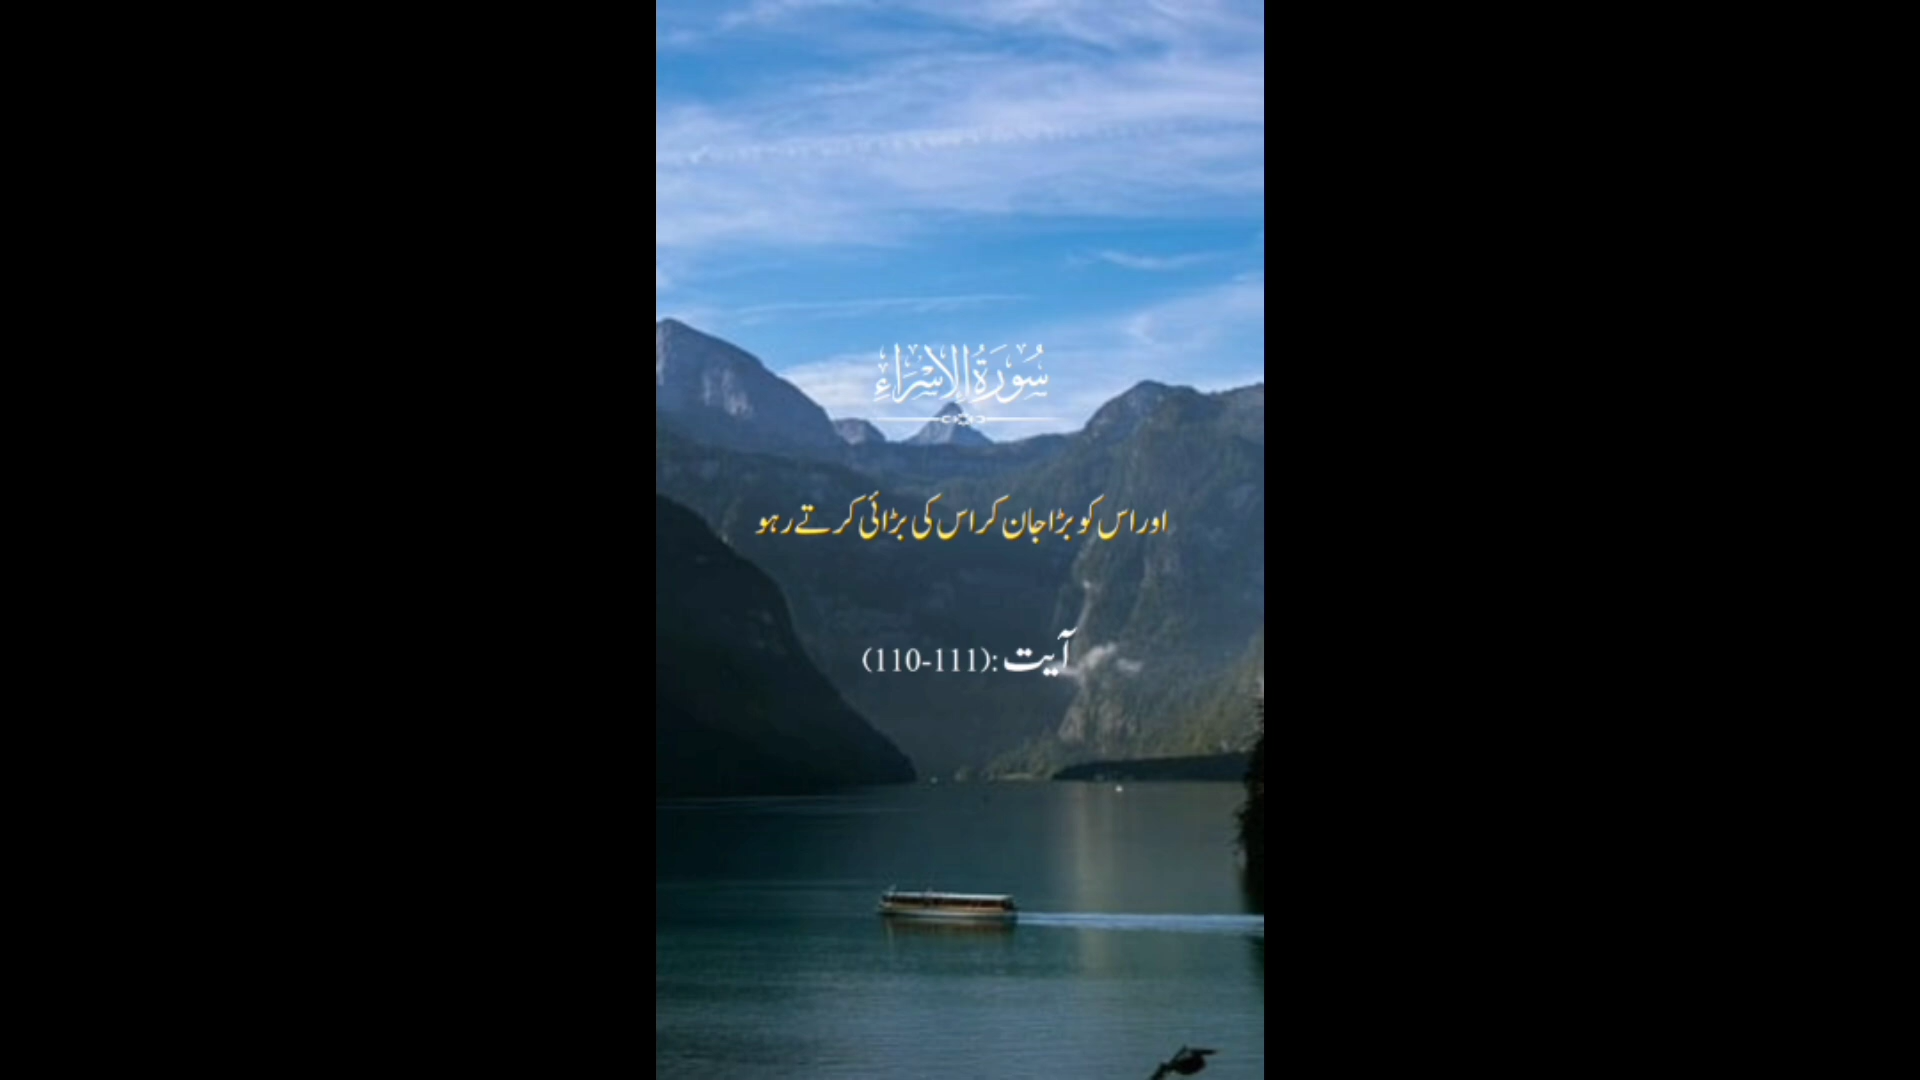 سُورَةُ الإِسْرَاءِ
اور اس کو بڑا جان کر اس کی بڑائی کرتے رہو
آیت :(110-111)